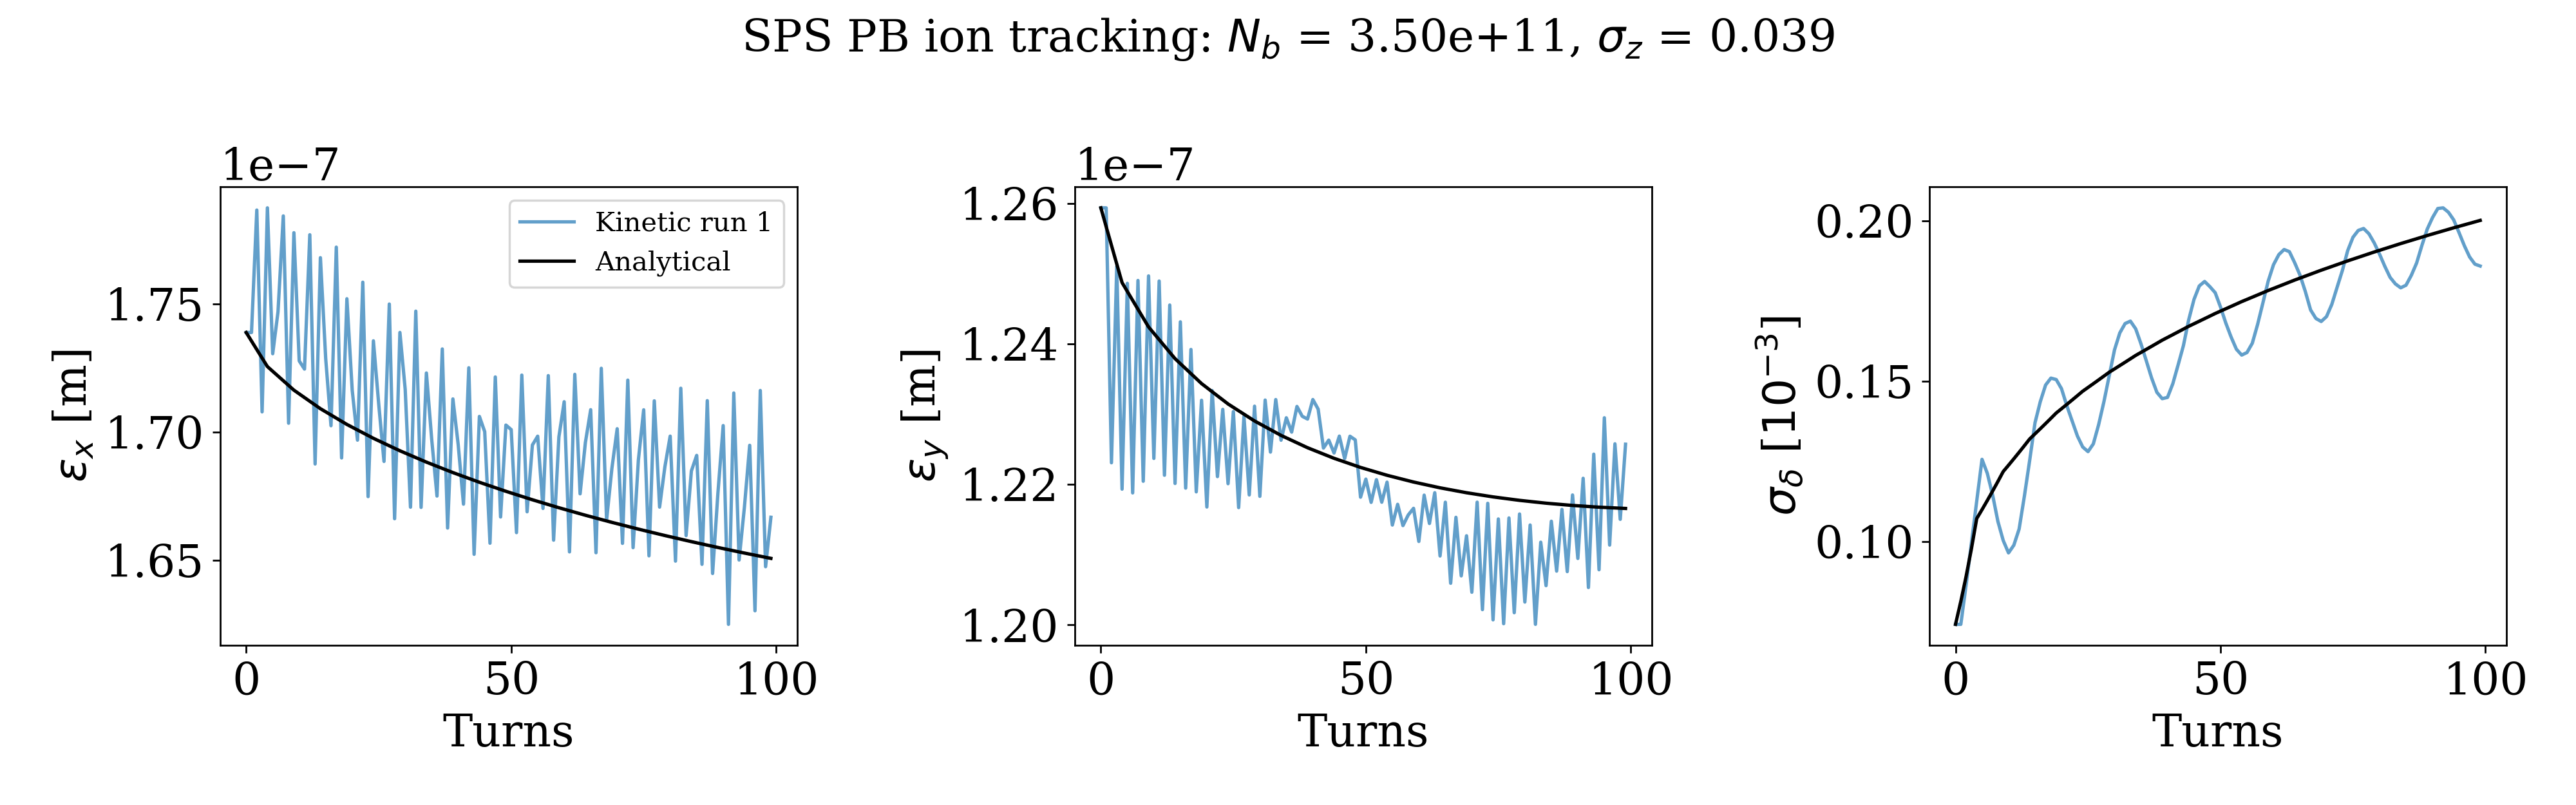 SPS PB ion tracking: N_b = 3.50e+11, σ_z = 0.039
1e−7
1.75
1.70
1.65
ε_x [m]
0 50 100
Turns
Kinetic run 1
Analytical
1e−7
1.26
1.24
1.22
1.20
ε_y [m]
0 50 100
Turns
0.20
0.15
0.10
σ_δ [10⁻³]
0 50 100
Turns